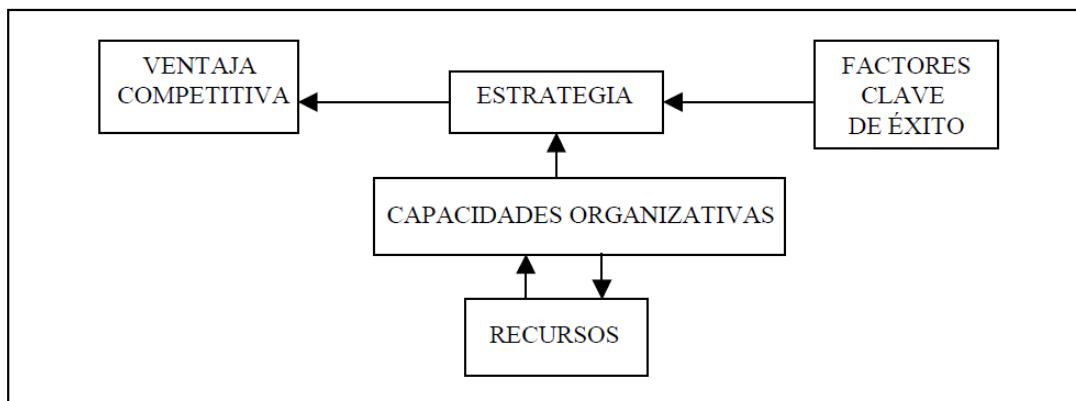 VENTAJA
COMPETITIVA
ESTRATEGIA
FACTORES
CLAVE
DE ÉXITO
CAPACIDADES ORGANIZATIVAS
RECURSOS